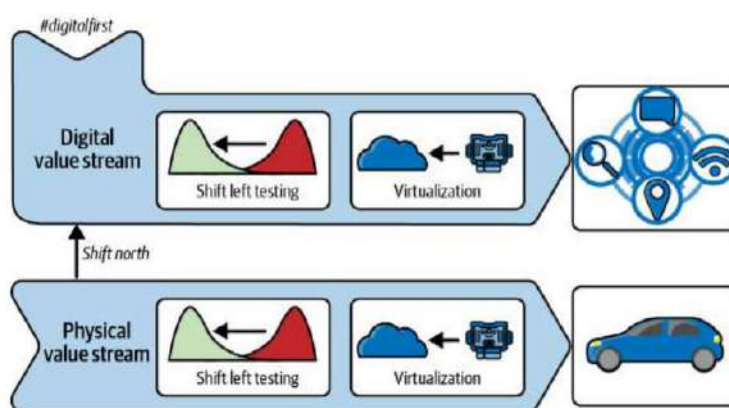 #digitalfirst
Digital
value stream
Shift left testing
Virtualization
Shift north
Physical
value stream
Shift left testing
Virtualization